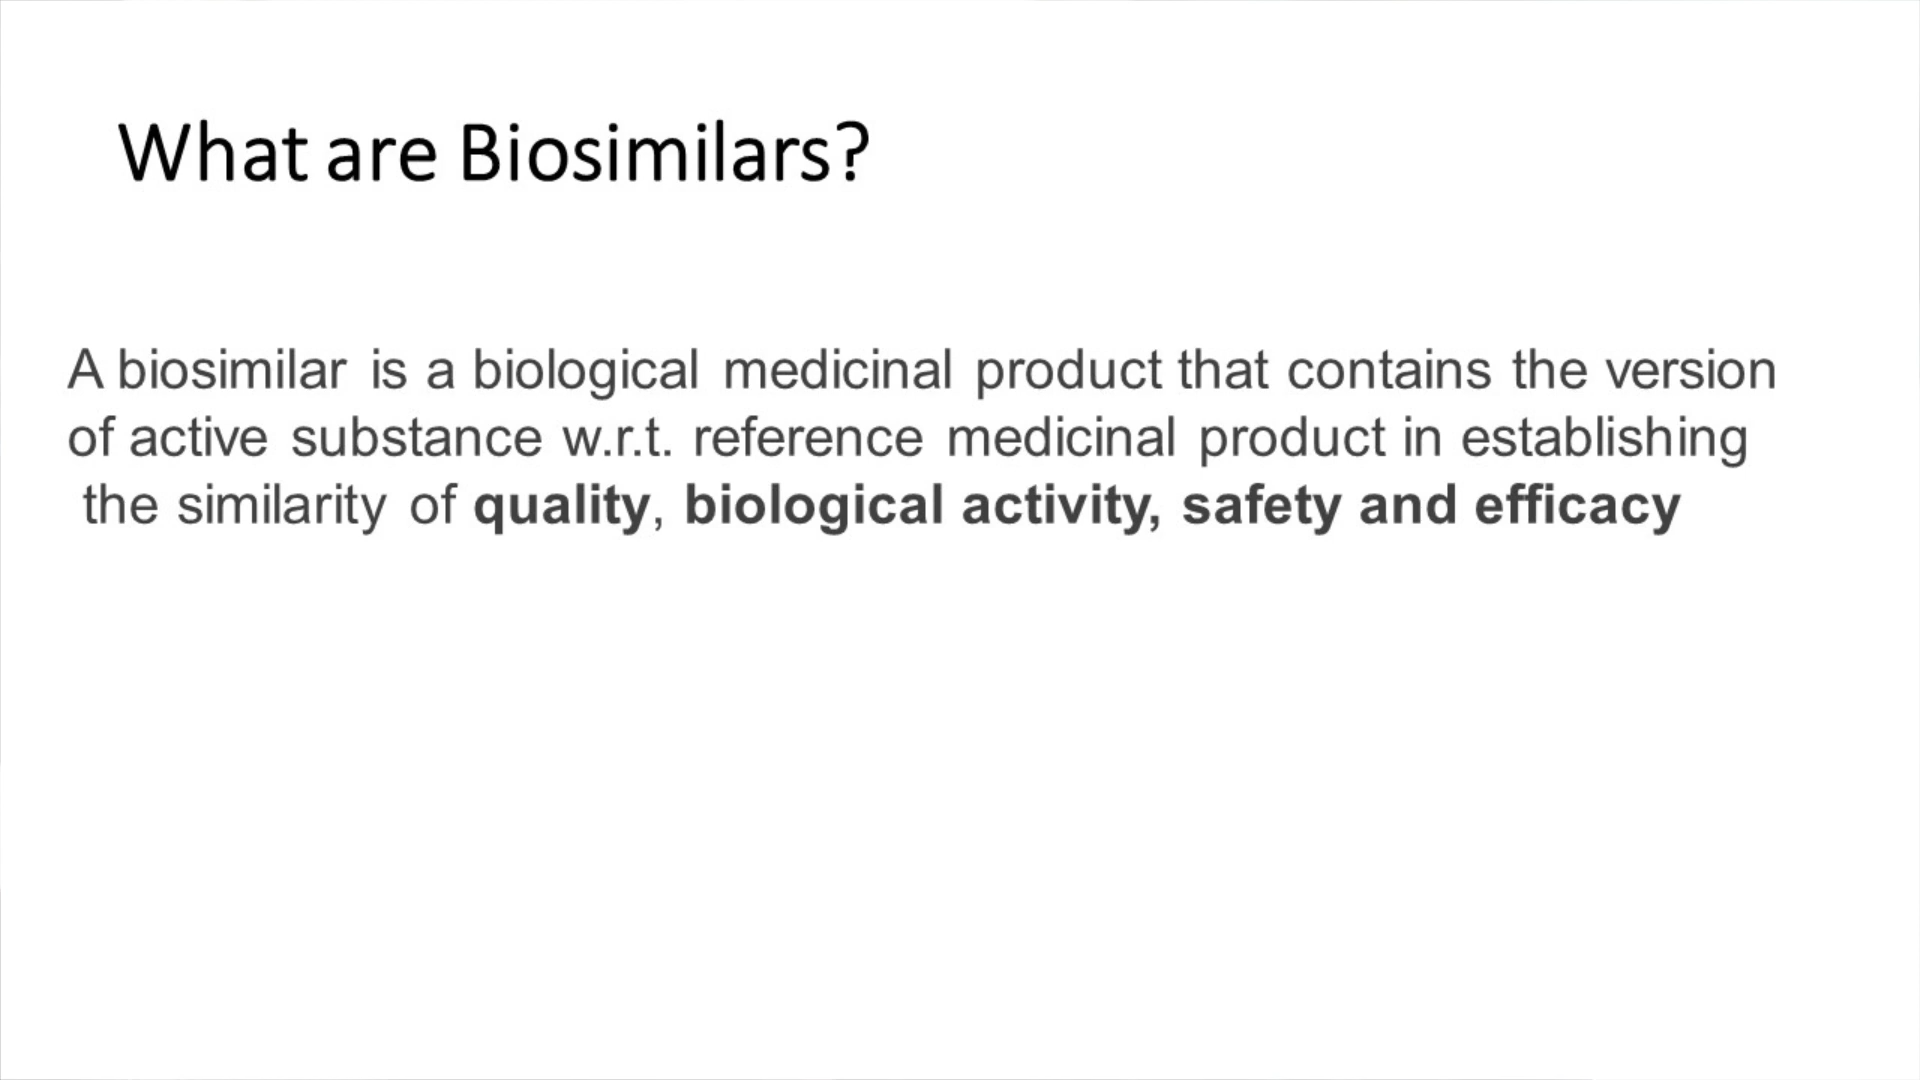 What are Biosimilars?
A biosimilar is a biological medicinal product that contains the version
of active substance w.r.t. reference medicinal product in establishing
the similarity of quality, biological activity, safety and efficacy